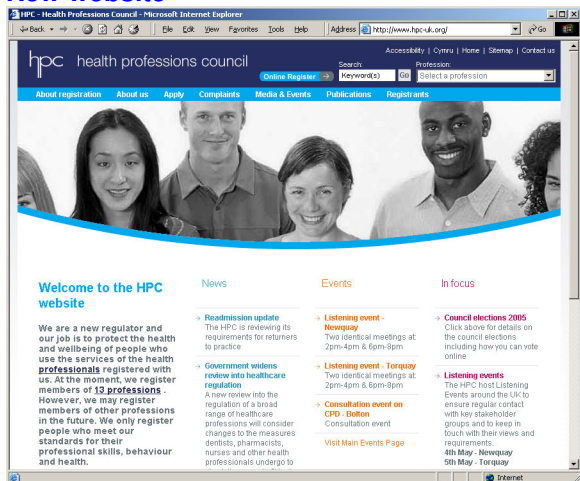 HPC - Health Professions Council - Microsoft Internet Explorer
Back
File Edit View Favorites Tools Help
Address http://www.hpc-uk.org/
Go
Accessibility | Cymru | Home | Sitemap | Contact us
hpc health professions council
Search:
Profession:
Online Register
Keyword(s)
Go
Select a profession
About registration About us Apply Complaints Media & Events Publications Registrants
Welcome to the HPC
website
We are a new regulator and
our job is to protect the health
and wellbeing of people who
use the services of the health
professionals registered with
us. At the moment, we register
members of 13 professions .
However, we may register
members of other professions
in the future. We only register
people who meet our
standards for their
professional skills, behaviour
and health.
News
Readmission update
The HPC is reviewing its
requirements for returners
to practice
Government widens
review into healthcare
regulation
A new review into the
regulation of a broad
range of healthcare
professions will consider
changes to the measures
dentists, pharmacists,
nurses and other health
professionals undergo to
Events
Listening event -
Newquay
Two identical meetings at:
2pm-4pm & 6pm-8pm
Listening event - Torquay
Two identical meetings at:
2pm-4pm & 6pm-8pm
Consultation event on
CPD - Bolton
Consultation event
Visit Main Events Page
In focus
Council elections 2005
Click above for details on
the council elections
including how you can vote
online
Listening events
The HPC host Listening
Events around the UK to
ensure regular contact
with key stakeholder
groups and to keep in
touch with their views and
requirements.
4th May - Newquay
5th May - Torquay
Internet